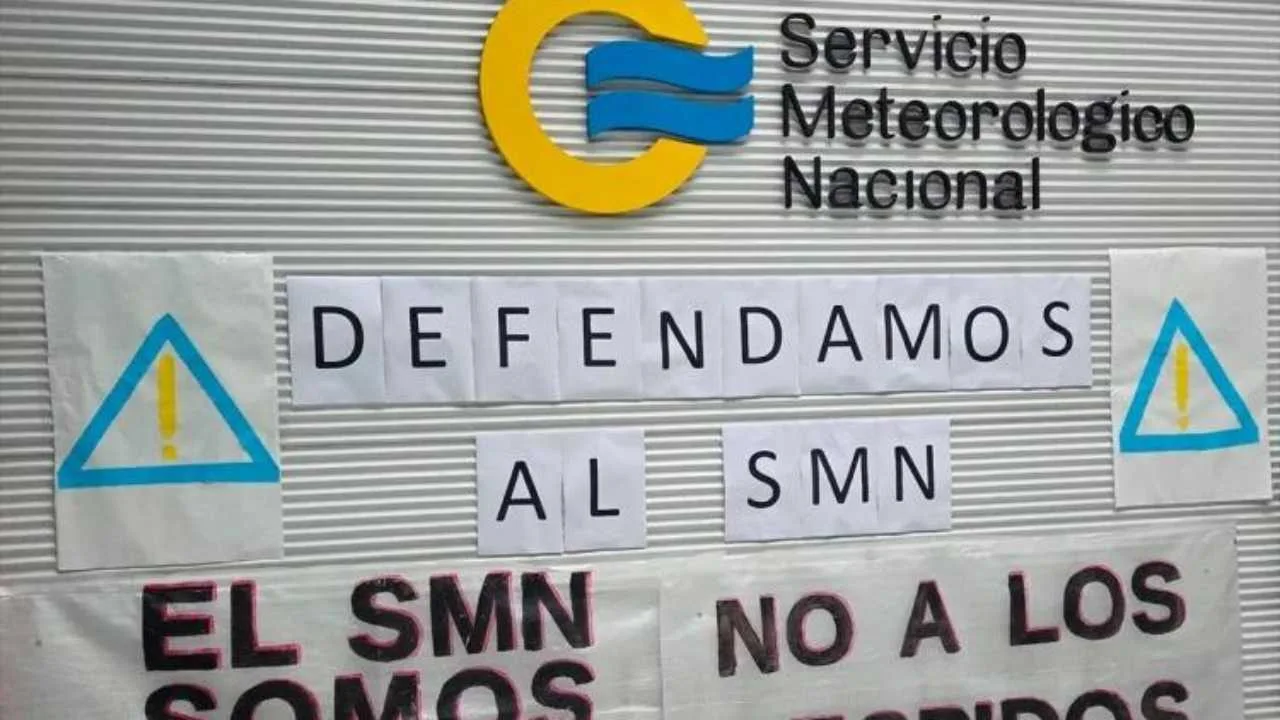 Servicio
Meteorologico
Nacional
DEFENDAMOS
AL SMN
EL SMN
SOMOS
NO A LOS